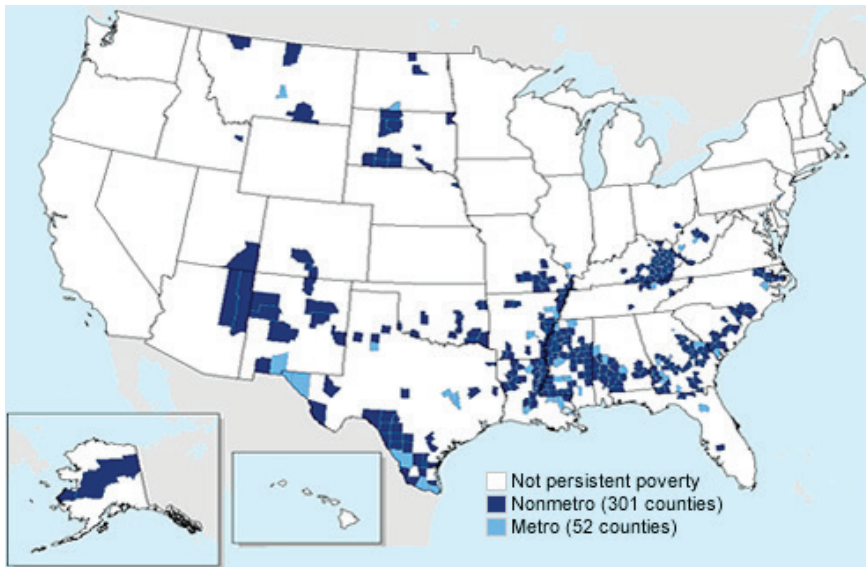 Not persistent poverty
Nonmetro (301 counties)
Metro (52 counties)